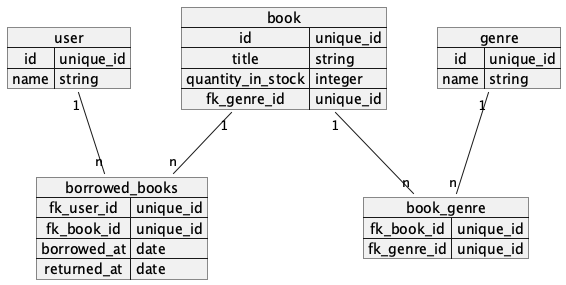 user
id unique_id
name string
book
id unique_id
title string
quantity_in_stock integer
fk_genre_id unique_id
genre
id unique_id
name string
1
1
1
1
n
n
n
n
borrowed_books
fk_user_id unique_id
fk_book_id unique_id
borrowed_at date
returned_at date
book_genre
fk_book_id unique_id
fk_genre_id unique_id